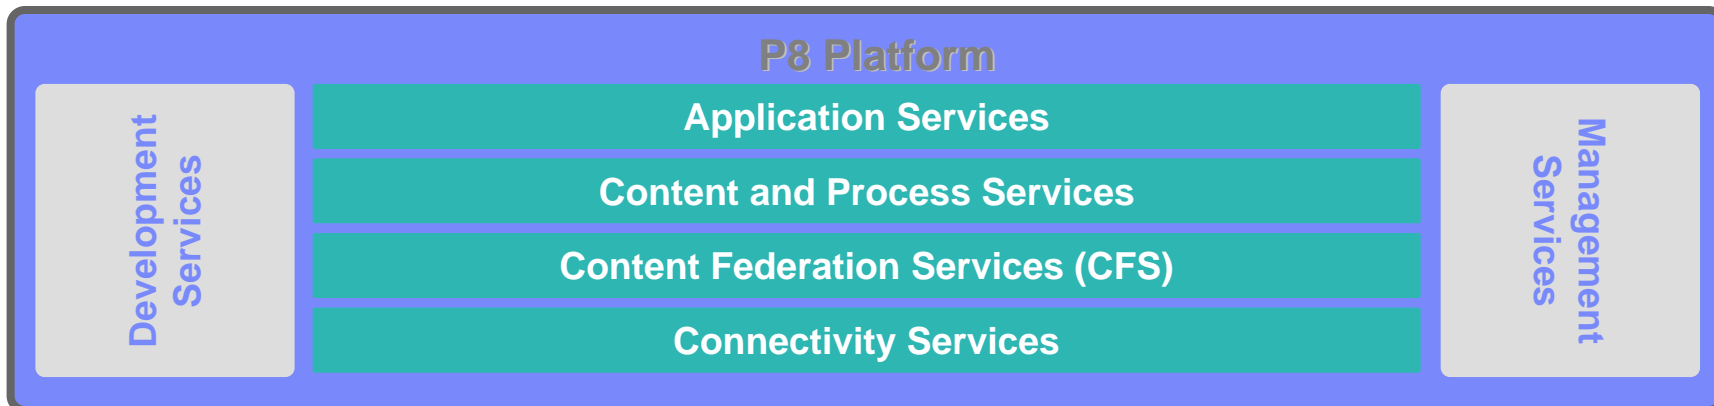 P8 Platform
Development
Services
Application Services
Content and Process Services
Content Federation Services (CFS)
Connectivity Services
Management
Services